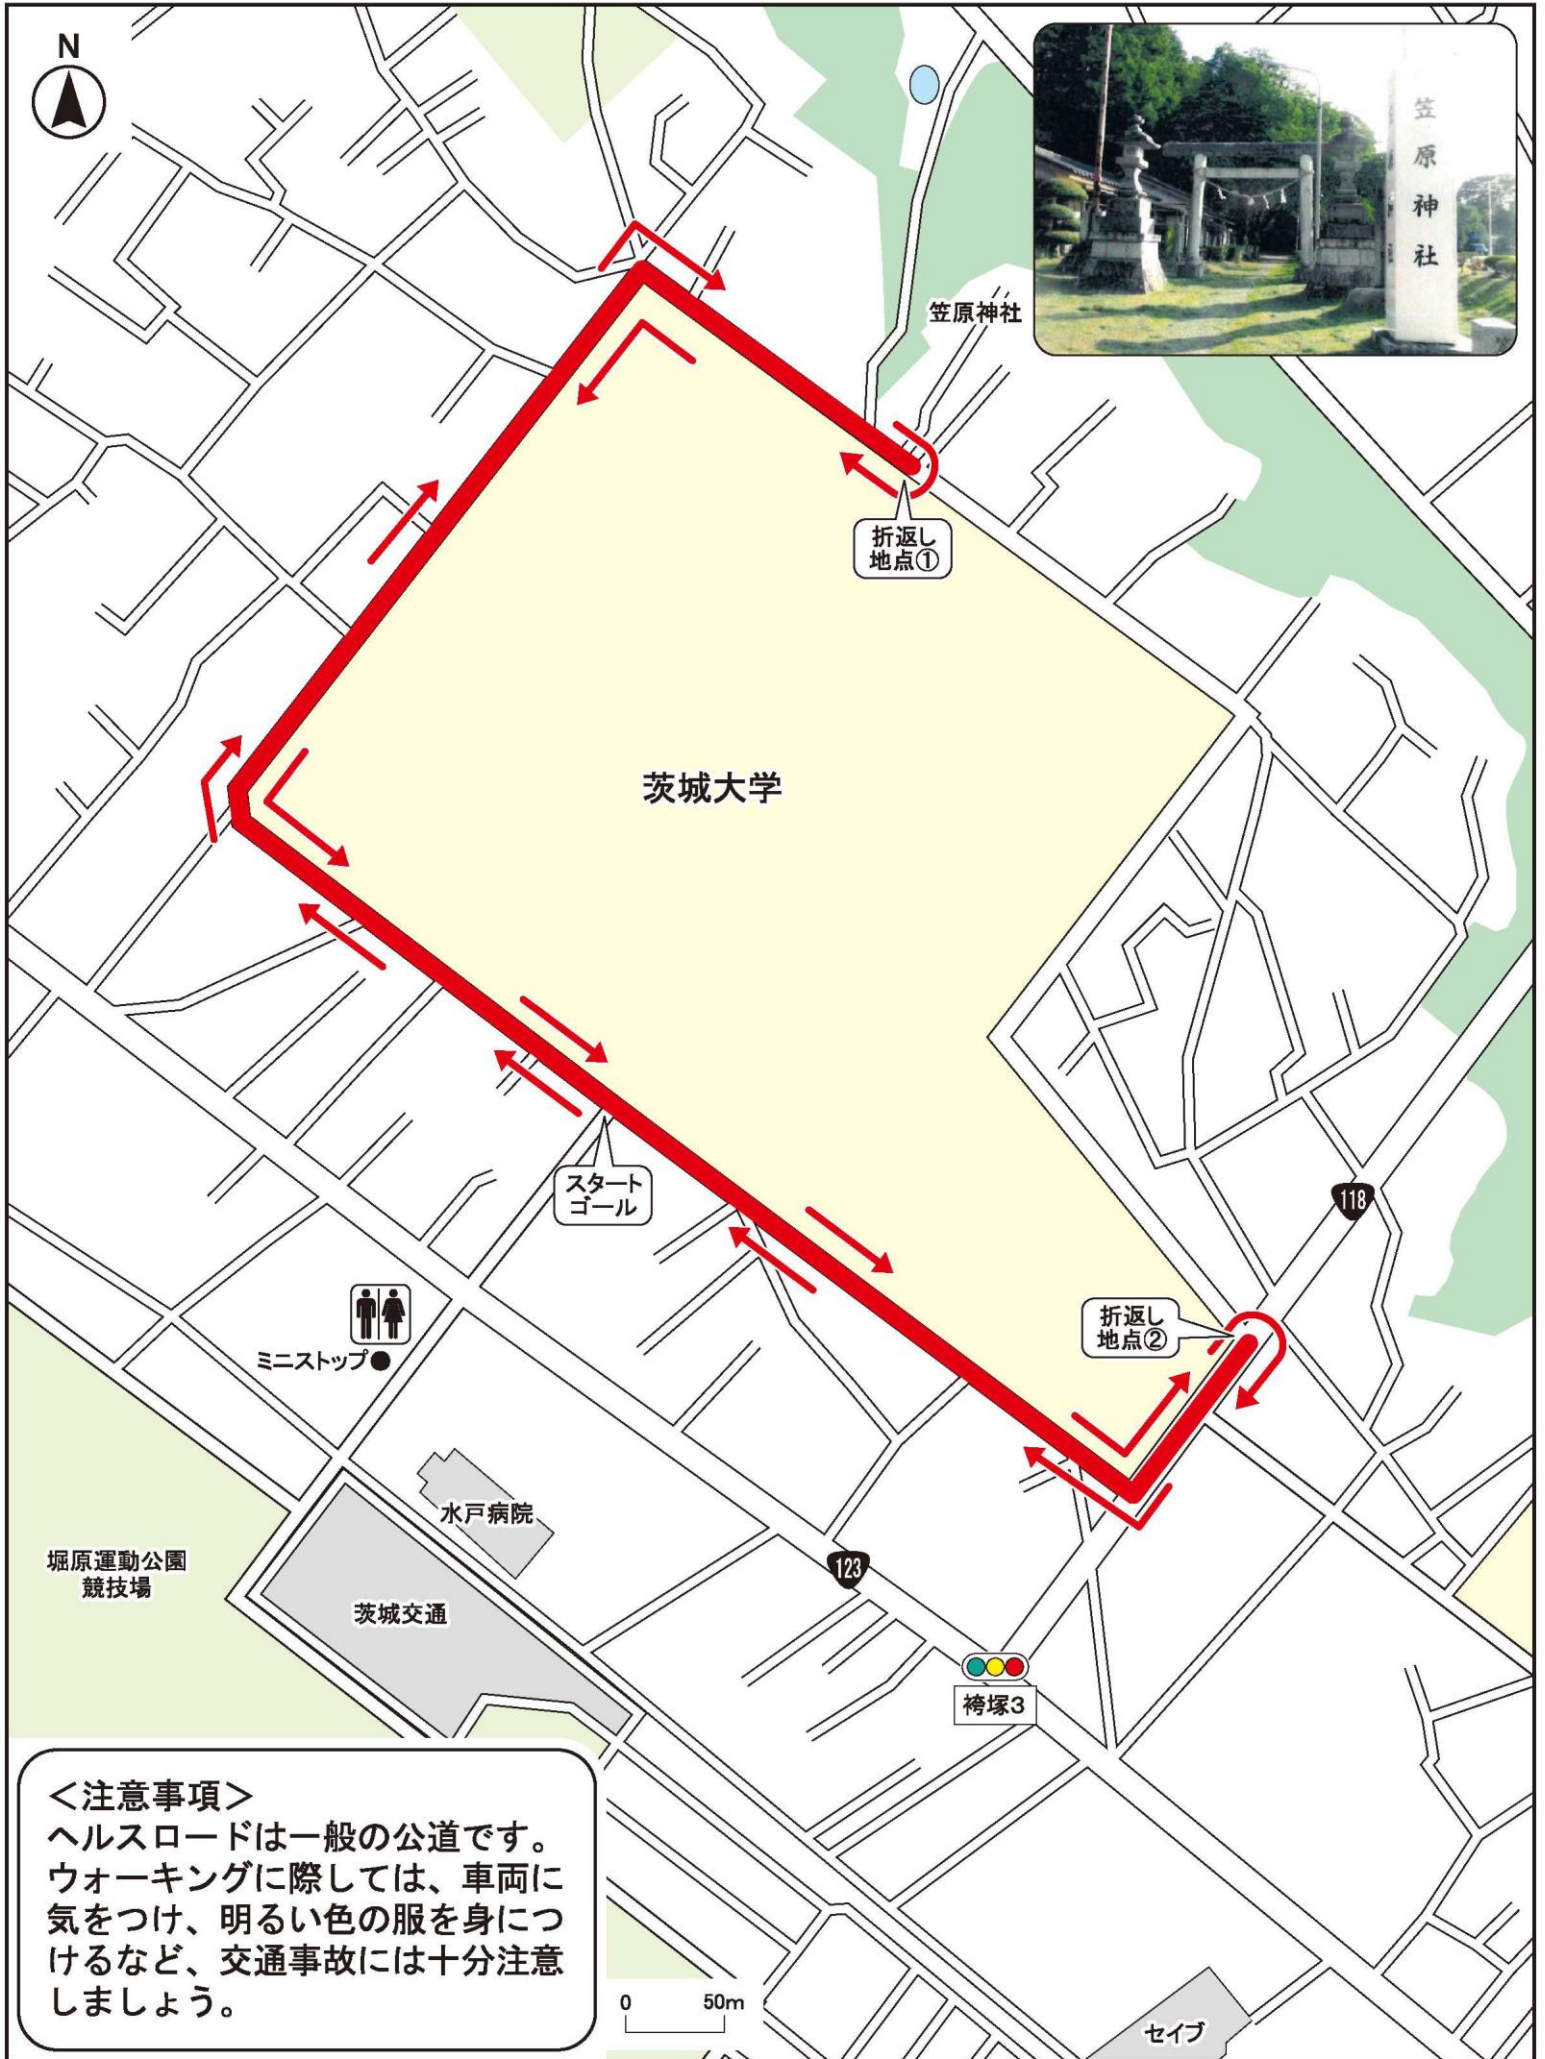 N
笠原神社
笠原神社
折返し
地点①
茨城大学
スタート
ゴール
118
折返し
地点②
ミニストップ
水戸病院
堀原運動公園
競技場
茨城交通
123
袴塚3
＜注意事項＞
ヘルスロードは一般の公道です。
ウォーキングに際しては、車両に
気をつけ、明るい色の服を身につ
けるなど、交通事故には十分注意
しましょう。
0 50m
セイブ